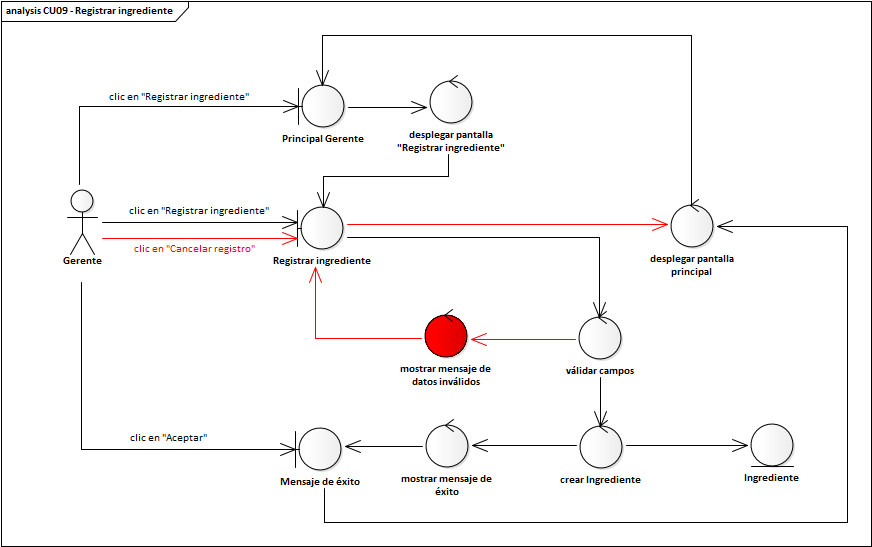 analysis CU09 - Registrar ingrediente
clic en "Registrar ingrediente"
Principal Gerente
desplegar pantalla
"Registrar ingrediente"
clic en "Registrar ingrediente"
clic en "Cancelar registro"
Gerente
Registrar ingrediente
desplegar pantalla
principal
mostrar mensaje de
datos inválidos
válidar campos
clic en "Aceptar"
Mensaje de éxito
mostrar mensaje de
éxito
crear Ingrediente
Ingrediente